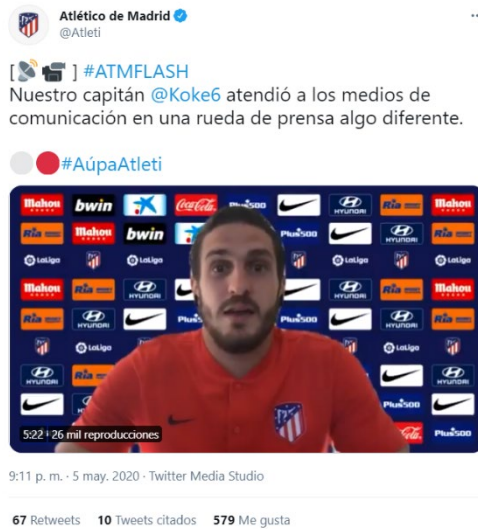 Atlético de Madrid
@Atleti
[ ] #ATMFLASH
Nuestro capitán @Koke6 atendió a los medios de
comunicación en una rueda de prensa algo diferente.
#AúpaAtleti
Mahou bwin Coca-Cola Plus500 HYUNDAI Ria Mahou
Ria Mahou bwin Plus500 HYUNDAI Ria
LaLiga LaLiga LaLiga LaLiga
Mahou Ria HYUNDAI HYUNDAI Ria Mahou
Ria HYUNDAI Plus500 Plus500 HYUNDAI Ria
LaLiga LaLiga
HYUNDAI Ria HYUNDAI
HYUNDAI Plus500
Plus500
5:22 26 mil reproducciones
9:11 p. m. · 5 may. 2020 · Twitter Media Studio
67 Retweets 10 Tweets citados 579 Me gusta